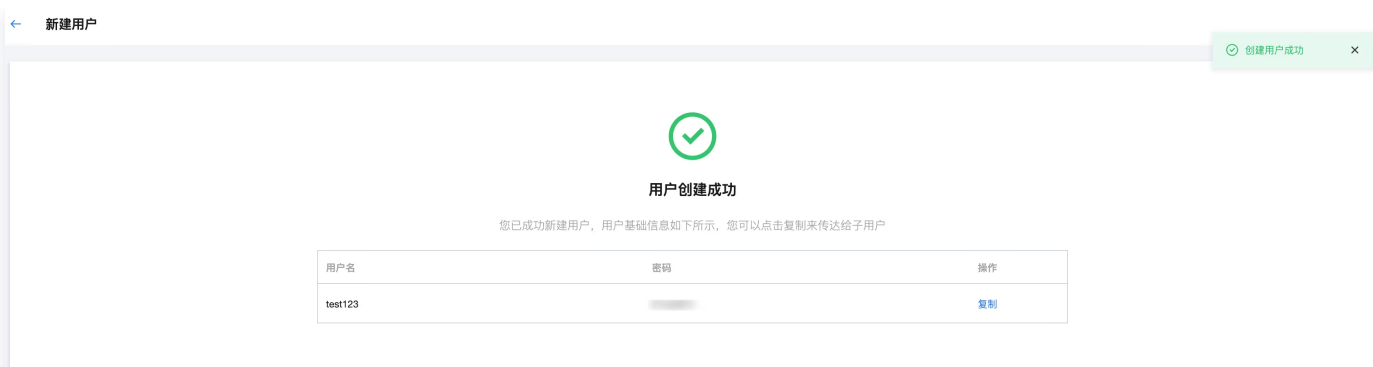 ← 新建用户
创建用户成功 ×
用户创建成功
您已成功新建用户，用户基础信息如下所示，您可以点击复制来传达给子用户
用户名 密码 操作
test123 复制